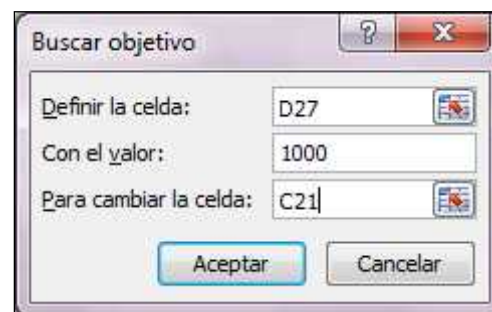 Buscar objetivo
Definir la celda: D27
Con el valor: 1000
Para cambiar la celda: C21
Aceptar Cancelar